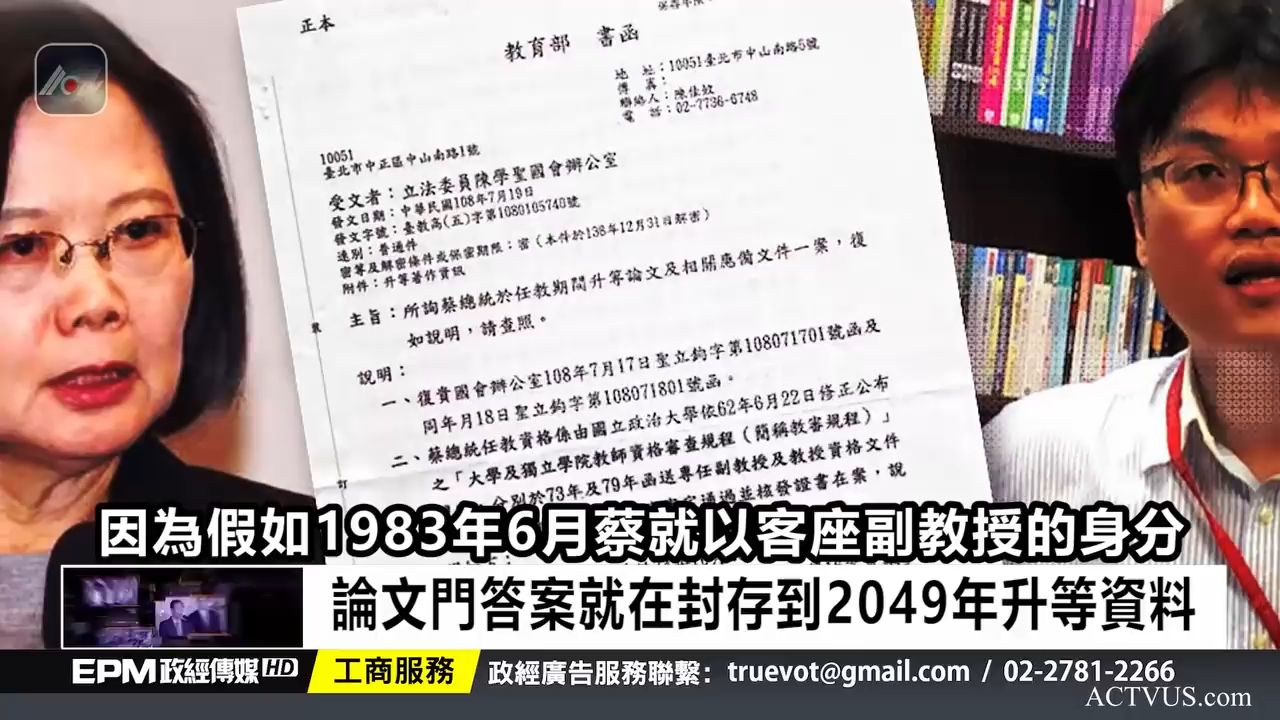 正本
教育部 書函
地 址：10051臺北市中山南路5號
傳 真：
聯絡人：陳佳
電 話：02-7736-6748
10051
臺北市中正區中山南路1號
受文者：立法委員陳學聖國會辦公室
發文日期：中華民國108年7月19日
發文字號：臺教高(五)字第1080105740號
速別：普通件
密等及解密條件或保密期限：密（本件於138年12月31日解密）
附件：升等著作資訊
主旨：所詢蔡總統於任教期間升等論文及相關應備文件一案，復
如說明，請查照。
說明：
一、復貴國會辦公室108年7月17日聖立鈞字第108071701號函及
同年月18日聖立鈞字第108071801號函。
二、蔡總統任教資格係由國立政治大學依62年6月22日修正公布
之「大學及獨立學院教師資格審查規程（簡稱教審規程）」
分別於73年及79年函送專任副教授及教授資格文件
通過並核發證書在案，說
訂
因為假如1983年6月蔡就以客座副教授的身分
論文門答案就在封存到2049年升等資料
EPM政經傳媒HD 工商服務 政經廣告服務聯繫：truevot@gmail.com / 02-2781-2266
ACTVUS.com